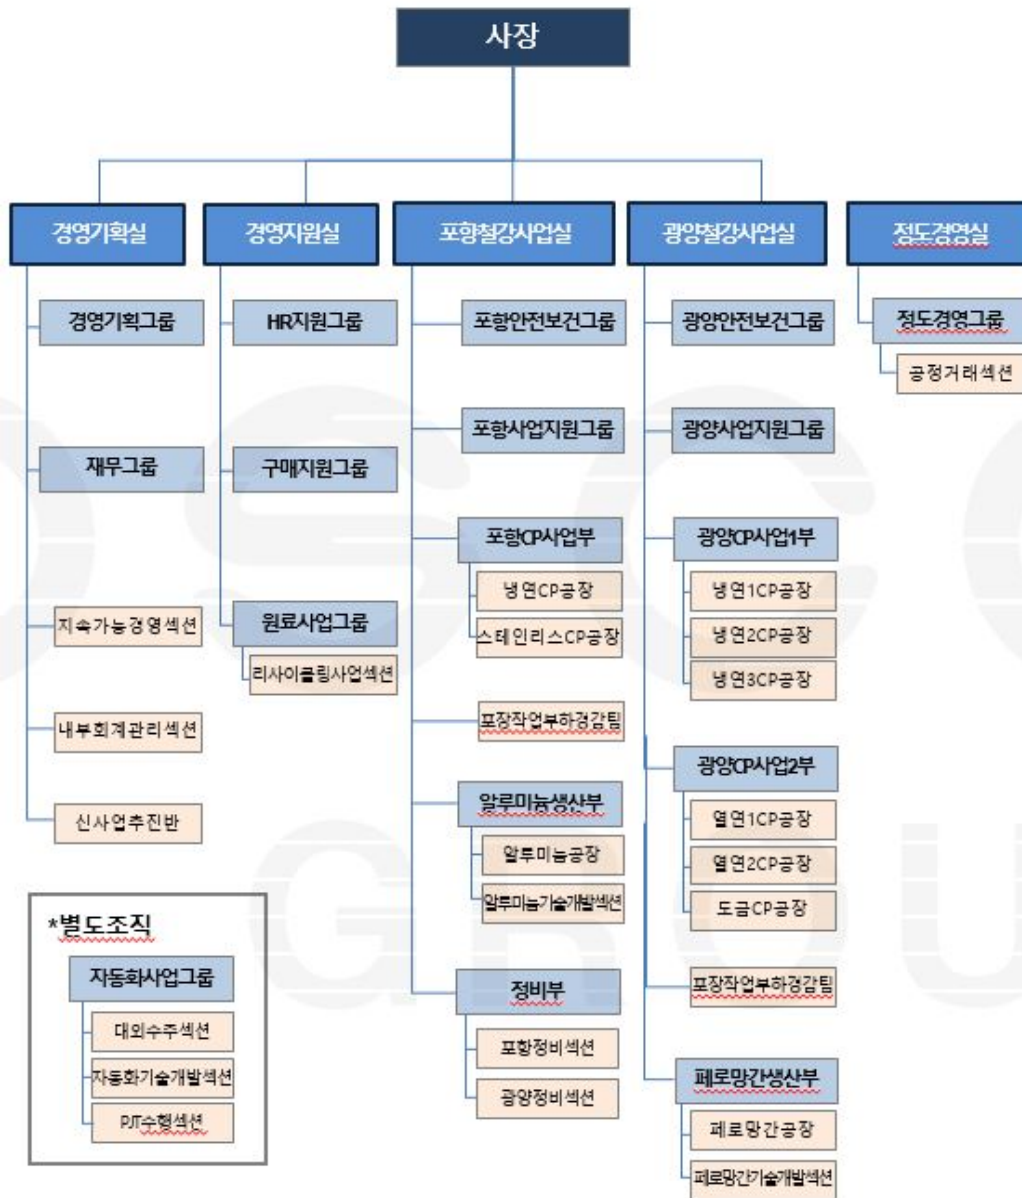 사장
경영기획실
경영지원실
포항철강사업실
광양철강사업실
정도경영실
경영기획그룹
재무그룹
지속가능경영섹션
내부회계관리섹션
신사업추진반
HR지원그룹
구매지원그룹
원료사업그룹
리사이클링사업섹션
포항안전보건그룹
포항사업지원그룹
포항CP사업부
냉연CP공장
스테인리스CP공장
포장작업부하경감팀
알루미늄생산부
알루미늄공장
알루미늄기술개발섹션
정비부
포항정비섹션
광양정비섹션
광양안전보건그룹
광양사업지원그룹
광양CP사업1부
냉연1CP공장
냉연2CP공장
냉연3CP공장
광양CP사업2부
열연1CP공장
열연2CP공장
도금CP공장
포장작업부하경감팀
페로망간생산부
페로망간공장
페로망간기술개발섹션
정도경영그룹
공정거래섹션
*별도조직
자동화사업그룹
대외수주섹션
자동화기술개발섹션
PJT수행섹션
OSCO
GROU